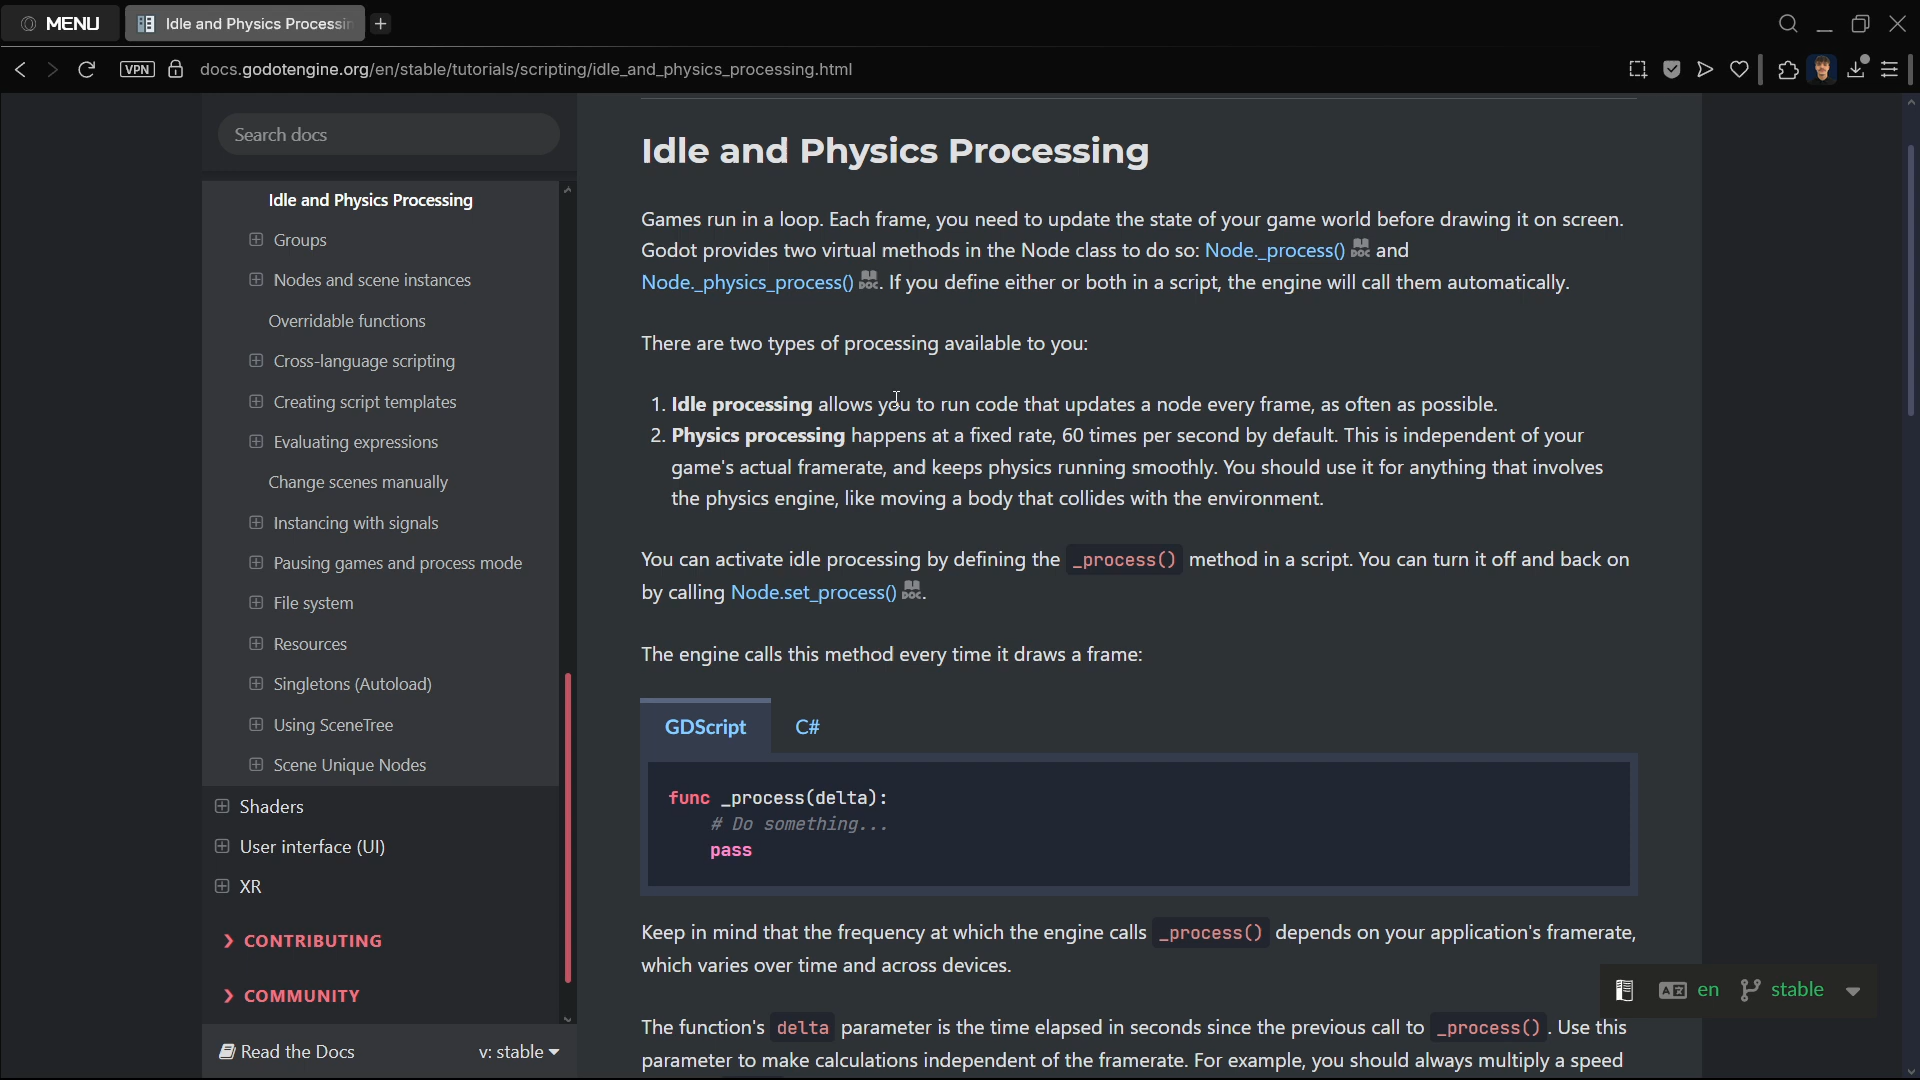 MENU
Idle and Physics Processin
VPN
docs.godotengine.org/en/stable/tutorials/scripting/idle_and_physics_processing.html
Search docs
Idle and Physics Processing
Groups
Nodes and scene instances
Overridable functions
Cross-language scripting
Creating script templates
Evaluating expressions
Change scenes manually
Instancing with signals
Pausing games and process mode
File system
Resources
Singletons (Autoload)
Using SceneTree
Scene Unique Nodes
Shaders
User interface (UI)
XR
CONTRIBUTING
COMMUNITY
Read the Docs
v: stable
Idle and Physics Processing
Games run in a loop. Each frame, you need to update the state of your game world before drawing it on screen.
Godot provides two virtual methods in the Node class to do so: Node._process() DOC and
Node._physics_process() DOC. If you define either or both in a script, the engine will call them automatically.
There are two types of processing available to you:
1. Idle processing allows you to run code that updates a node every frame, as often as possible.
2. Physics processing happens at a fixed rate, 60 times per second by default. This is independent of your
game's actual framerate, and keeps physics running smoothly. You should use it for anything that involves
the physics engine, like moving a body that collides with the environment.
You can activate idle processing by defining the _process() method in a script. You can turn it off and back on
by calling Node.set_process() DOC.
The engine calls this method every time it draws a frame:
GDScript C#
func _process(delta):
# Do something...
pass
Keep in mind that the frequency at which the engine calls _process() depends on your application's framerate,
which varies over time and across devices.
The function's delta parameter is the time elapsed in seconds since the previous call to _process(). Use this
parameter to make calculations independent of the framerate. For example, you should always multiply a speed
en stable